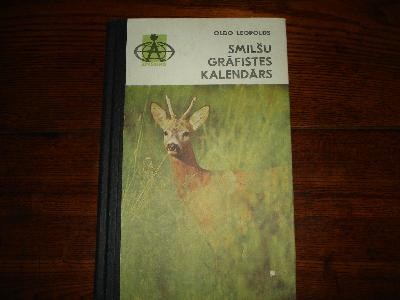 OLDO LEOPOLDS
SMILŠU
GRĀFISTES
KALENDĀRS